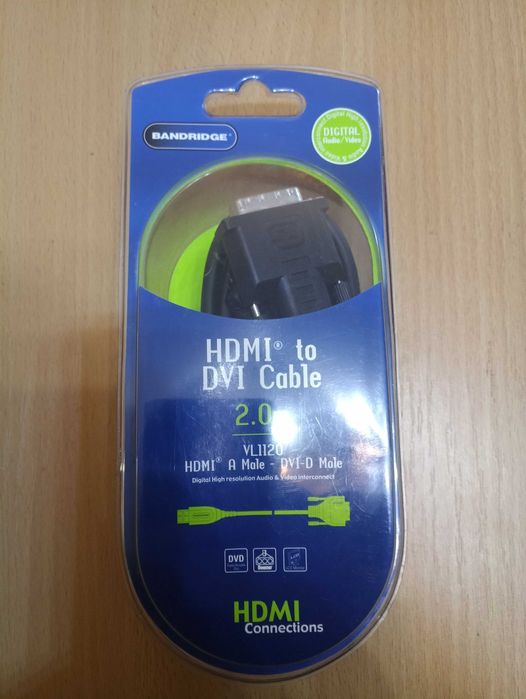 BANDRIDGE®
DIGITAL
Audio/Video
HDMI® to
DVI Cable
2.0
VL1120
HDMI® A Male - DVI-D Male
Digital High resolution Audio & Video interconnect
DVD
HDMI
Connections